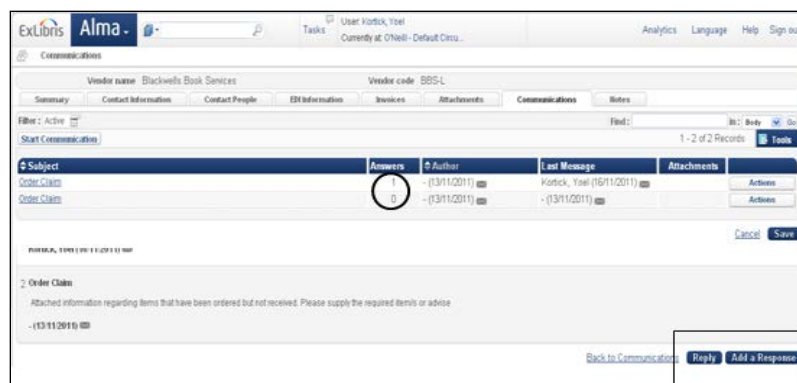 ExLibris Alma Tasks User: Kortick, Yoel Analytics Language Help Sign ou
Currently at: O'Neill - Default Circu...
Communications
Vendor name Blackwells Book Services Vendor code BBS-L
Summary Contact Information Contact People EDI Information Invoices Attachments Communications Notes
Filter: Active Find: in: Body Go
Start Communication 1 - 2 of 2 Records Tools
Subject Answers Author Last Message Attachments
Order Claim 1 - (13/11/2011) Kortick, Yoel (16/11/2011) Actions
Order Claim 0 - (13/11/2011) - (13/11/2011) Actions
Cancel Save
2 Order Claim
Attached information regarding items that have been ordered but not received. Please supply the required item/s or advise
- (13/11/2011)
Back to Communications Reply Add a Response